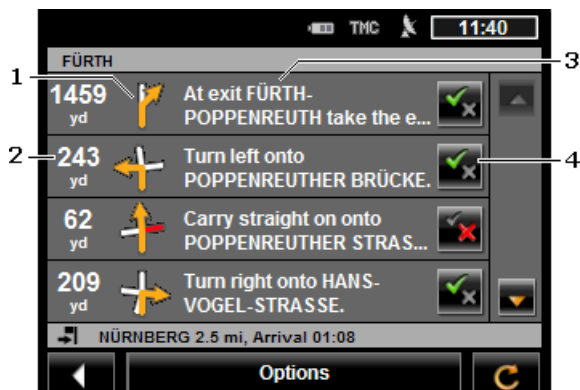 TMC 11:40
FÜRTH
1
3
1459
yd
At exit FÜRTH-
POPPENREUTH take the e...
2
243
yd
Turn left onto
POPPENREUTHER BRÜCKE.
4
62
yd
Carry straight on onto
POPPENREUTHER STRAS...
209
yd
Turn right onto HANS-
VOGEL-STRASSE.
NÜRNBERG 2.5 mi, Arrival 01:08
Options